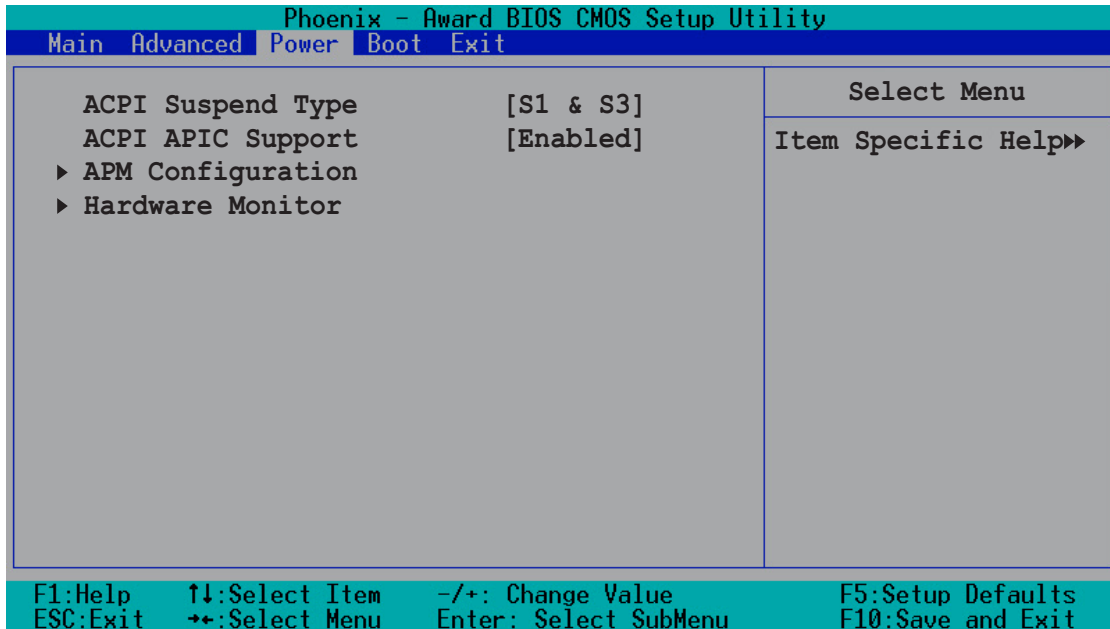 Phoenix - Award BIOS CMOS Setup Utility
Main Advanced Power Boot Exit
ACPI Suspend Type [S1 & S3]
ACPI APIC Support [Enabled]
▶ APM Configuration
▶ Hardware Monitor
Select Menu
Item Specific Help▶▶
F1:Help ↑↓:Select Item -/+: Change Value F5:Setup Defaults
ESC:Exit →←:Select Menu Enter: Select SubMenu F10:Save and Exit